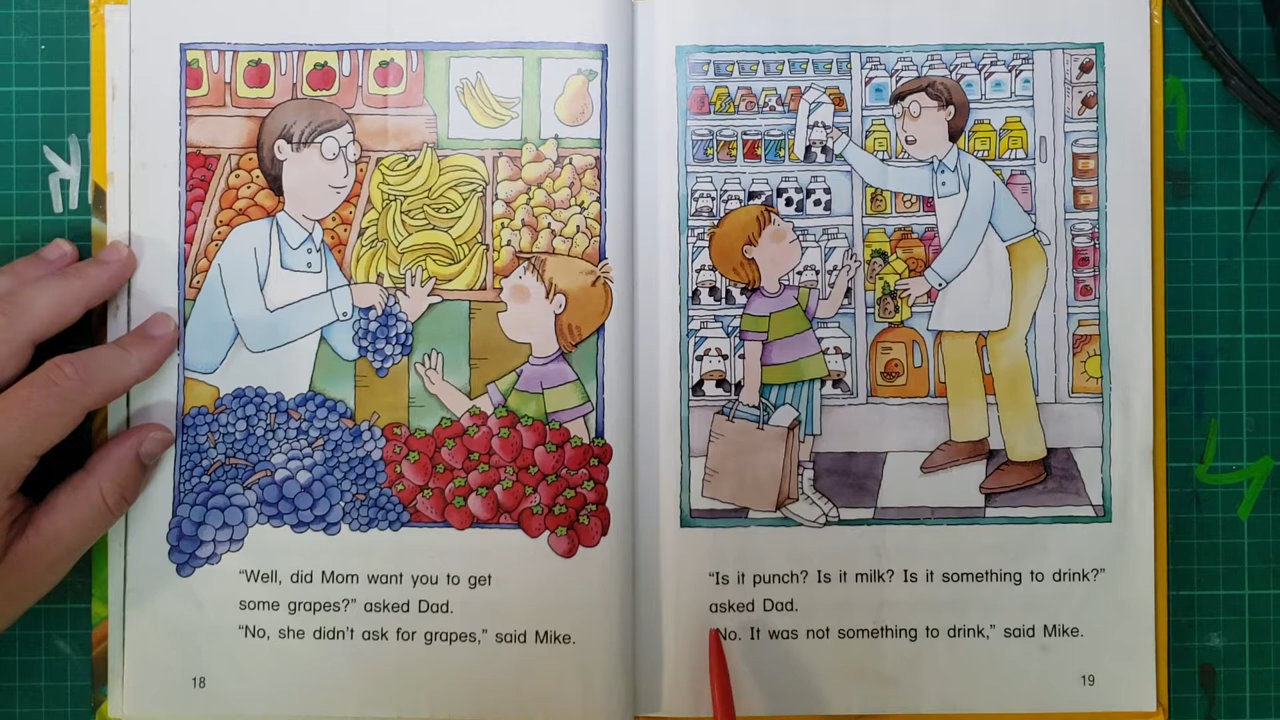 “Well, did Mom want you to get
some grapes?” asked Dad.
“No, she didn’t ask for grapes,” said Mike.
18
“Is it punch? Is it milk? Is it something to drink?”
asked Dad.
“No. It was not something to drink,” said Mike.
19